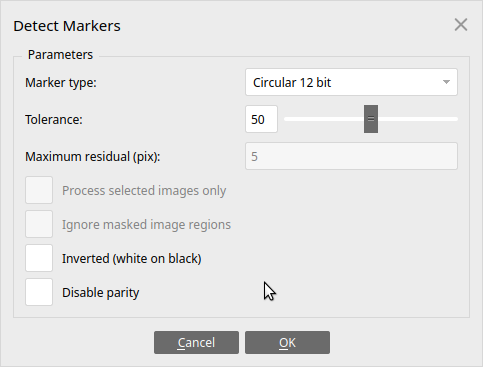 Detect Markers
Parameters
Marker type: Circular 12 bit
Tolerance: 50
Maximum residual (pix): 5
Process selected images only
Ignore masked image regions
Inverted (white on black)
Disable parity
Cancel OK